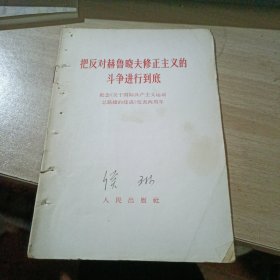 把反对赫鲁晓夫修正主义的
斗争进行到底
纪念《关于国际共产主义运动
总路线的建议》发表两周年
人民出版社